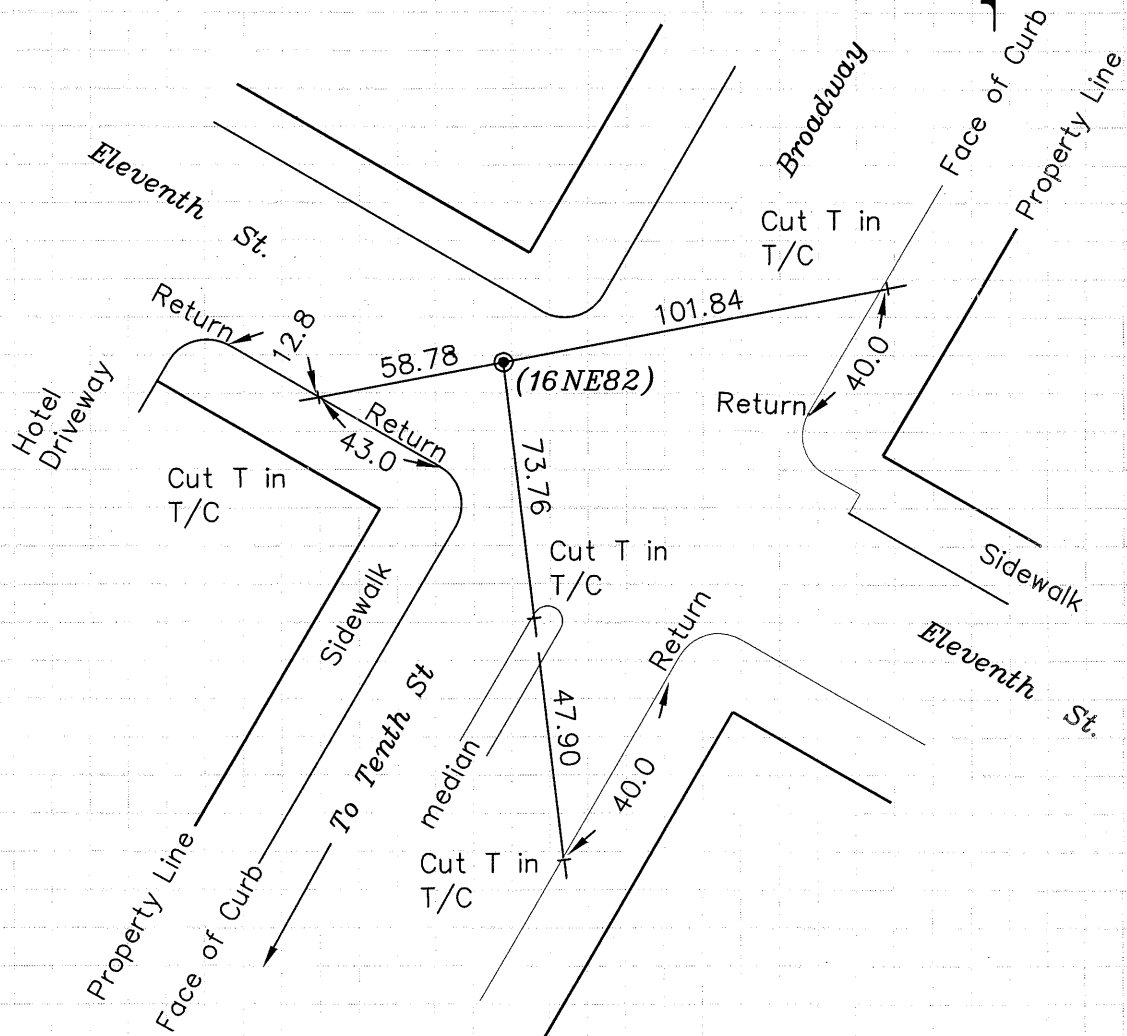 Face of Curb
Property Line
Broadway
Eleventh
St.
Cut T in
T/C
Return
12.8
58.78
101.84
(16NE82)
40.0
Return
Hotel
Driveway
Return
43.0
Cut T in
T/C
73.76
Cut T in
T/C
Sidewalk
Sidewalk
Eleventh
St.
Return
To Tenth St
median
47.90
40.0
Cut T in
T/C
Property Line
Face of Curb